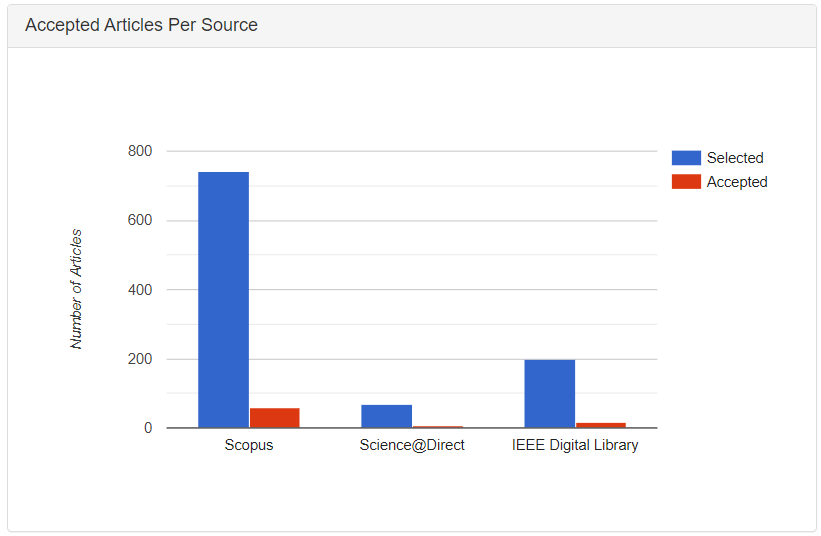 Accepted Articles Per Source
800
600
400
200
0
Number of Articles
Scopus
Science@Direct
IEEE Digital Library
Selected
Accepted